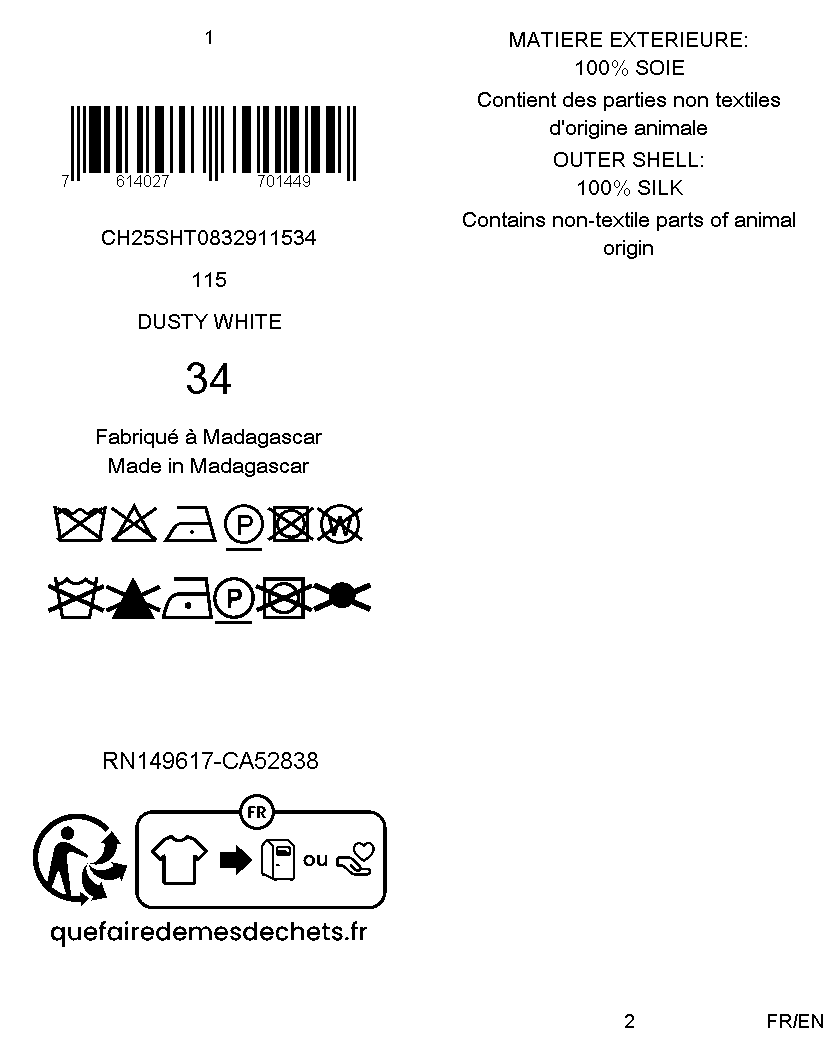 1
7 614027 701449
CH25SHT0832911534
115
DUSTY WHITE
34
Fabriqué à Madagascar
Made in Madagascar
P
W
P
RN149617-CA52838
FR
ou
quefairedemesdechets.fr
MATIERE EXTERIEURE:
100% SOIE
Contient des parties non textiles
d'origine animale
OUTER SHELL:
100% SILK
Contains non-textile parts of animal
origin
2
FR/EN